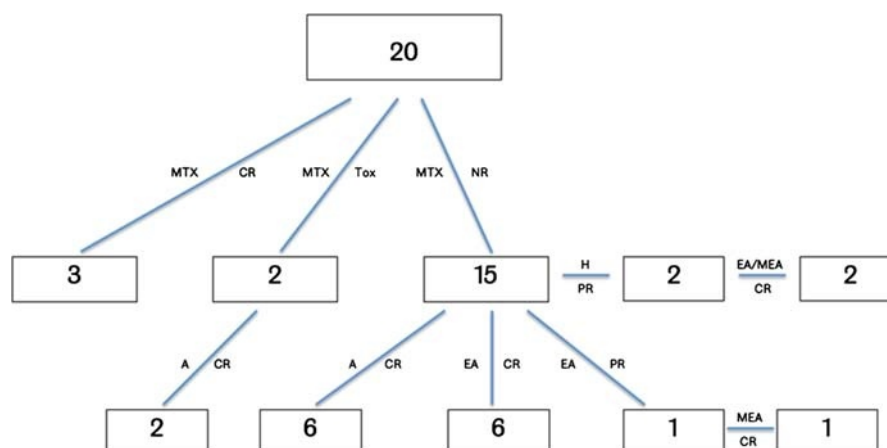 20
MTX CR MTX Tox MTX NR
3 2 15 H PR 2 EA/MEA CR 2
A CR A CR EA CR EA PR
2 6 6 1 MEA CR 1